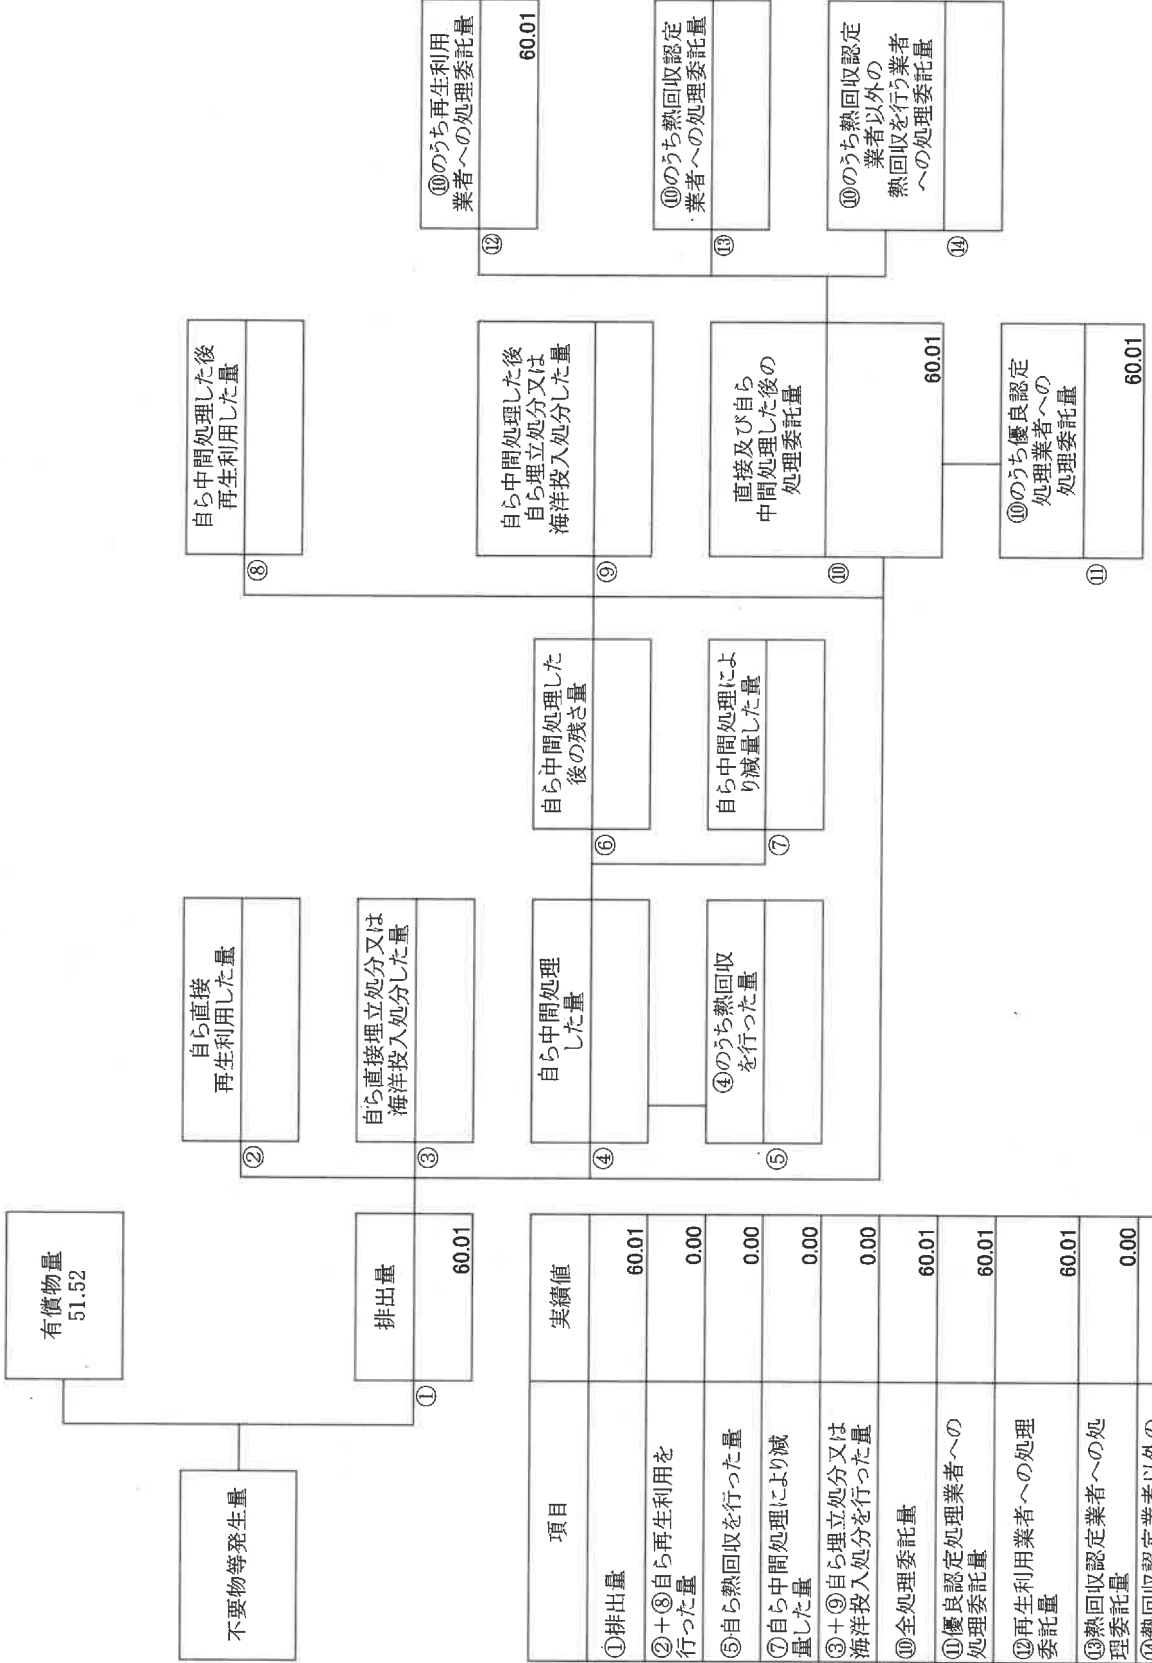 不要物等発生量
有償物量
51.52
排出量
①
60.01
自ら直接
再生利用した量
②
自ら直接埋立処分又は
海洋投入処分した量
③
自ら中間処理
した量
④
④のうち熱回収
を行った量
⑤
自ら中間処理した
後の残さ量
⑥
自ら中間処理によ
り減量した量
⑦
自ら中間処理した後
再生利用した量
⑧
自ら中間処理した後
自ら埋立処分又は
海洋投入処分した量
⑨
直接及び自ら
中間処理した後の
処理委託量
⑩
60.01
⑩のうち優良認定
処理業者への
処理委託量
⑪
60.01
⑩のうち再生利用
業者への処理委託量
⑫
60.01
⑩のうち熱回収認定
業者への処理委託量
⑬
⑩のうち熱回収認定
業者以外の
熱回収を行う業者
への処理委託量
⑭
項目 実績値
①排出量 60.01
②+⑧自ら再生利用を
行った量 0.00
⑤自ら熱回収を行った量 0.00
⑦自ら中間処理により減
量した量 0.00
③+⑨自ら埋立処分又は
海洋投入処分を行った量 0.00
⑩全処理委託量 60.01
⑪優良認定処理業者への
処理委託量 60.01
⑫再生利用業者への処理
委託量 60.01
⑬熱回収認定業者への処
理委託量 0.00
⑭熱回収認定業者以外の